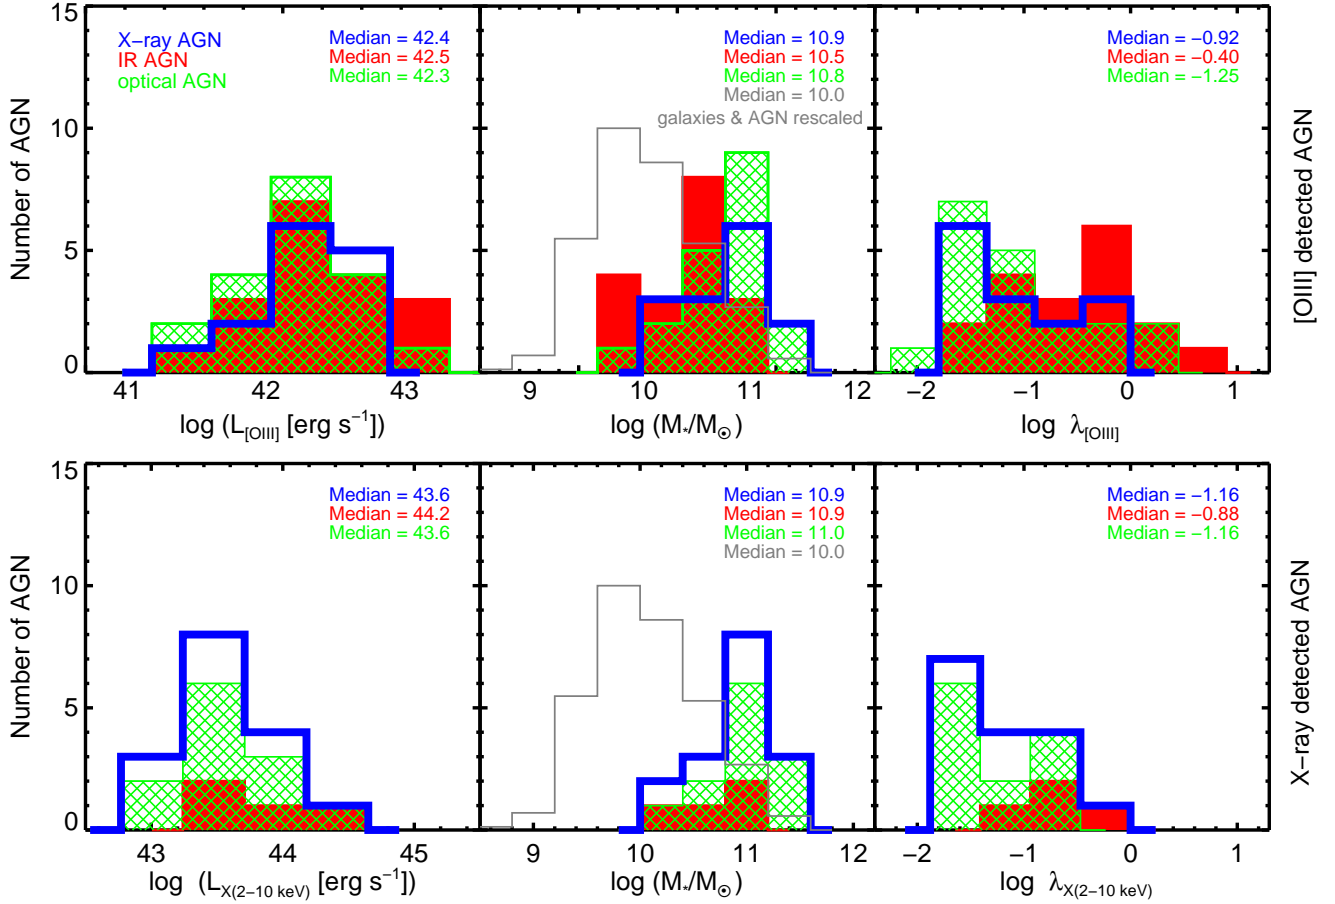 15
10
5
0
Number of AGN
X−ray AGN
IR AGN
optical AGN
Median = 42.4
Median = 42.5
Median = 42.3
41 42 43
log (L[OIII] [erg s−1])
Median = 10.9
Median = 10.5
Median = 10.8
Median = 10.0
galaxies & AGN rescaled
9 10 11 12
log (M*/M⊙)
Median = −0.92
Median = −0.40
Median = −1.25
−2 −1 0 1
log λ[OIII]
[OIII] detected AGN
15
10
5
0
Number of AGN
Median = 43.6
Median = 44.2
Median = 43.6
43 44 45
log (LX(2−10 keV) [erg s−1])
Median = 10.9
Median = 10.9
Median = 11.0
Median = 10.0
9 10 11 12
log (M*/M⊙)
Median = −1.16
Median = −0.88
Median = −1.16
−2 −1 0 1
log λX(2−10 keV)
X−ray detected AGN